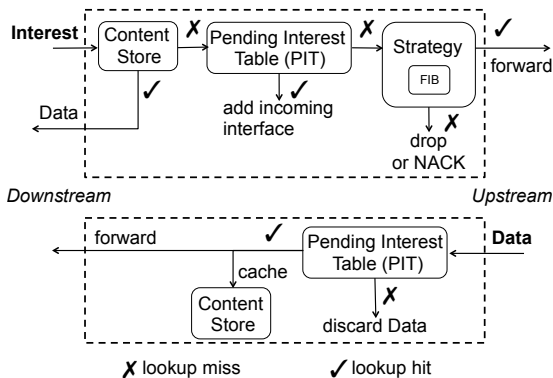 Interest
Content
Store
✗
Pending Interest
Table (PIT)
✗
Strategy
FIB
✓
forward
✓
Data
✓
add incoming
interface
✗
drop
or NACK
Downstream
Upstream
forward
✓
Pending Interest
Table (PIT)
Data
cache
Content
Store
✗
discard Data
✗ lookup miss
✓ lookup hit